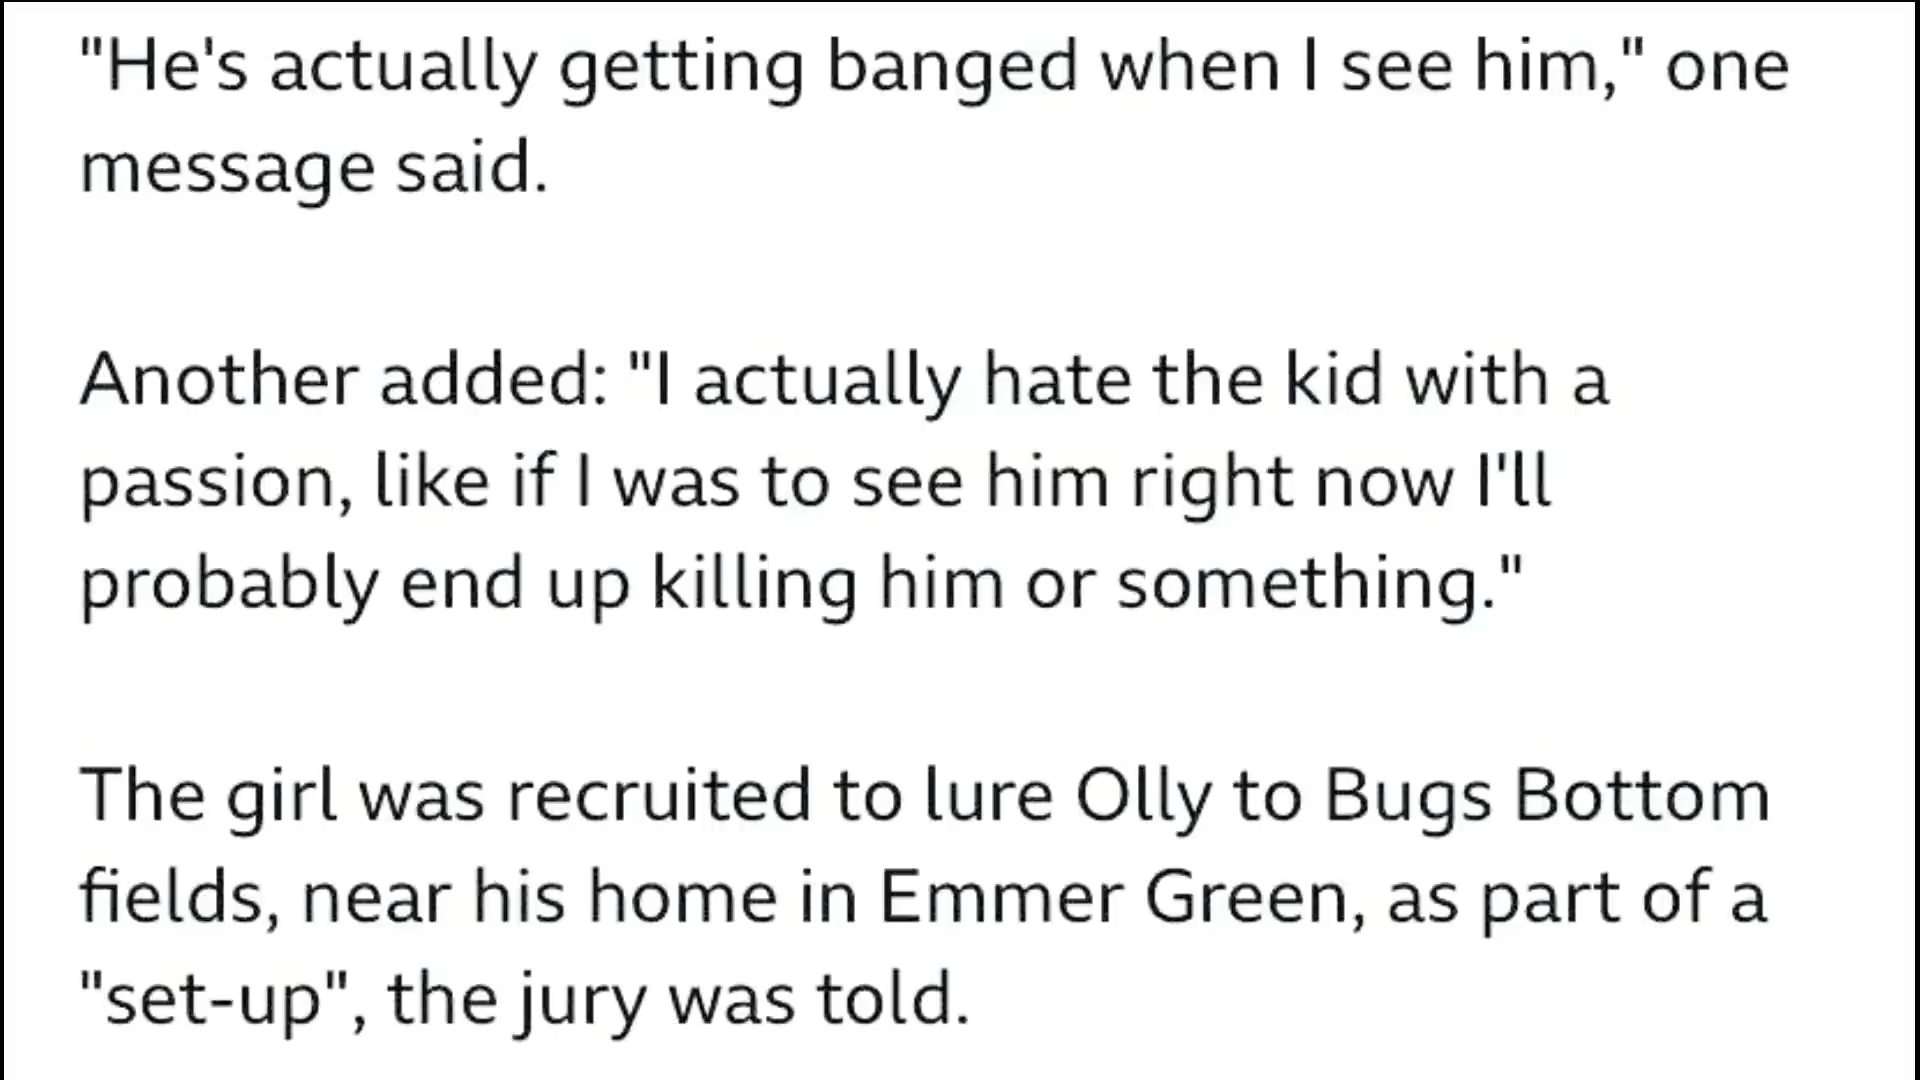 "He's actually getting banged when I see him," one
message said.
Another added: "I actually hate the kid with a
passion, like if I was to see him right now I'll
probably end up killing him or something."
The girl was recruited to lure Olly to Bugs Bottom
fields, near his home in Emmer Green, as part of a
"set-up", the jury was told.